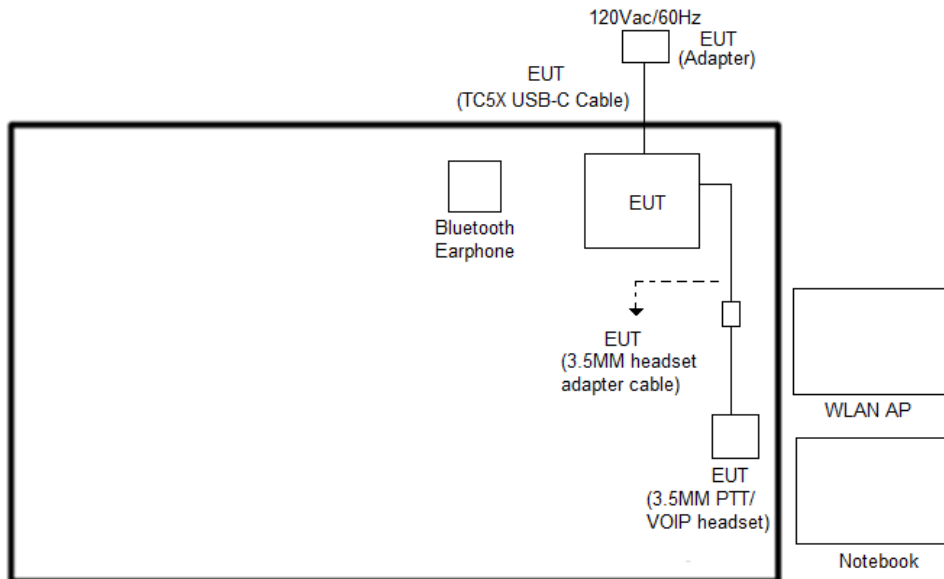 120Vac/60Hz
EUT
(Adapter)
EUT
(TC5X USB-C Cable)
EUT
Bluetooth
Earphone
EUT
(3.5MM headset
adapter cable)
WLAN AP
EUT
(3.5MM PTT/
VOIP headset)
Notebook